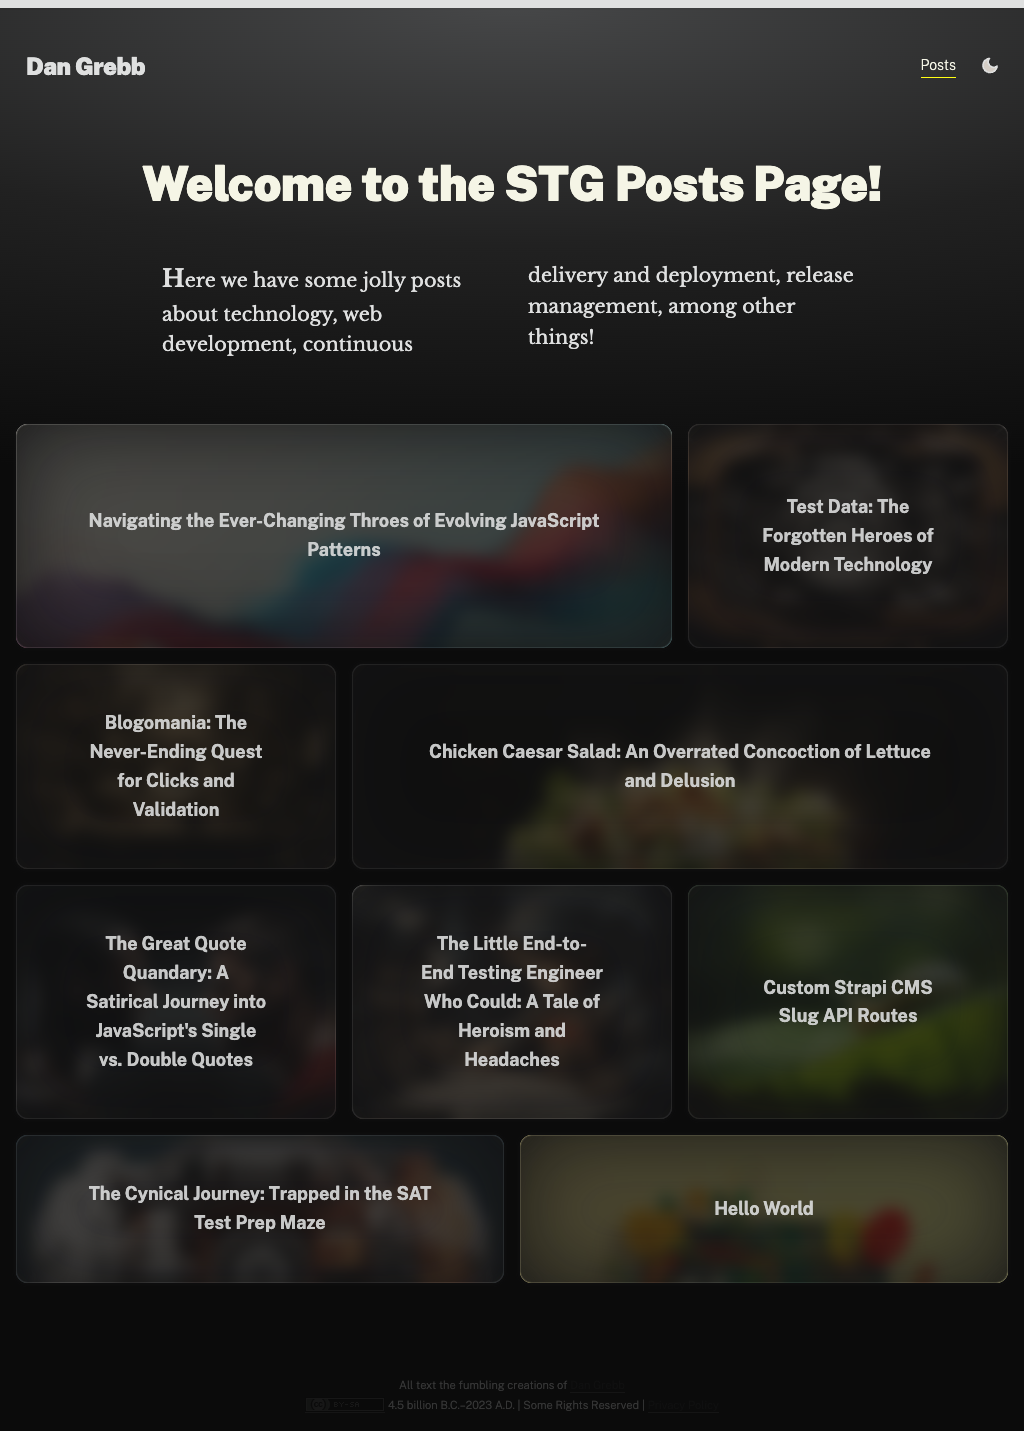 Dan Grebb
Posts
Welcome to the STG Posts Page!
Here we have some jolly posts
about technology, web
development, continuous
delivery and deployment, release
management, among other
things!
Navigating the Ever-Changing Throes of Evolving JavaScript
Patterns
Test Data: The
Forgotten Heroes of
Modern Technology
Blogomania: The
Never-Ending Quest
for Clicks and
Validation
Chicken Caesar Salad: An Overrated Concoction of Lettuce
and Delusion
The Great Quote
Quandary: A
Satirical Journey into
JavaScript's Single
vs. Double Quotes
The Little End-to-
End Testing Engineer
Who Could: A Tale of
Heroism and
Headaches
Custom Strapi CMS
Slug API Routes
The Cynical Journey: Trapped in the SAT
Test Prep Maze
Hello World
All text the fumbling creations of
4.5 billion B.C.–2023 A.D. | Some Rights Reserved |